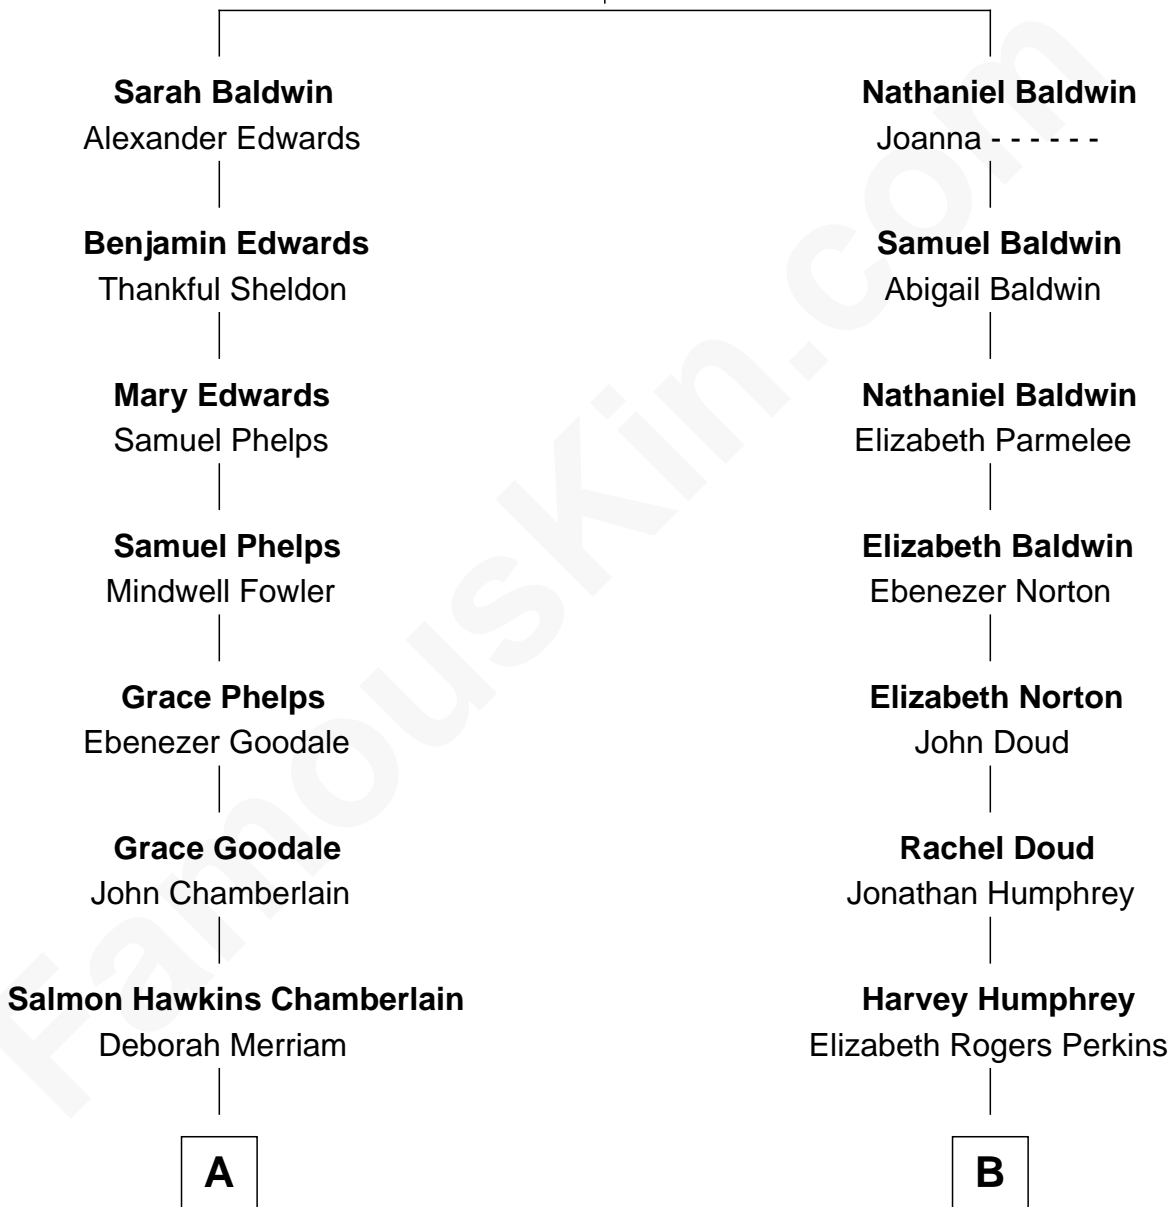 Sarah Baldwin
Alexander Edwards
Nathaniel Baldwin
Joanna - - - - - -
Benjamin Edwards
Thankful Sheldon
Samuel Baldwin
Abigail Baldwin
Mary Edwards
Samuel Phelps
Nathaniel Baldwin
Elizabeth Parmelee
Samuel Phelps
Mindwell Fowler
Elizabeth Baldwin
Ebenezer Norton
Grace Phelps
Ebenezer Goodale
Elizabeth Norton
John Doud
Grace Goodale
John Chamberlain
Rachel Doud
Jonathan Humphrey
Salmon Hawkins Chamberlain
Deborah Merriam
Harvey Humphrey
Elizabeth Rogers Perkins
A
B
FamousKin.com